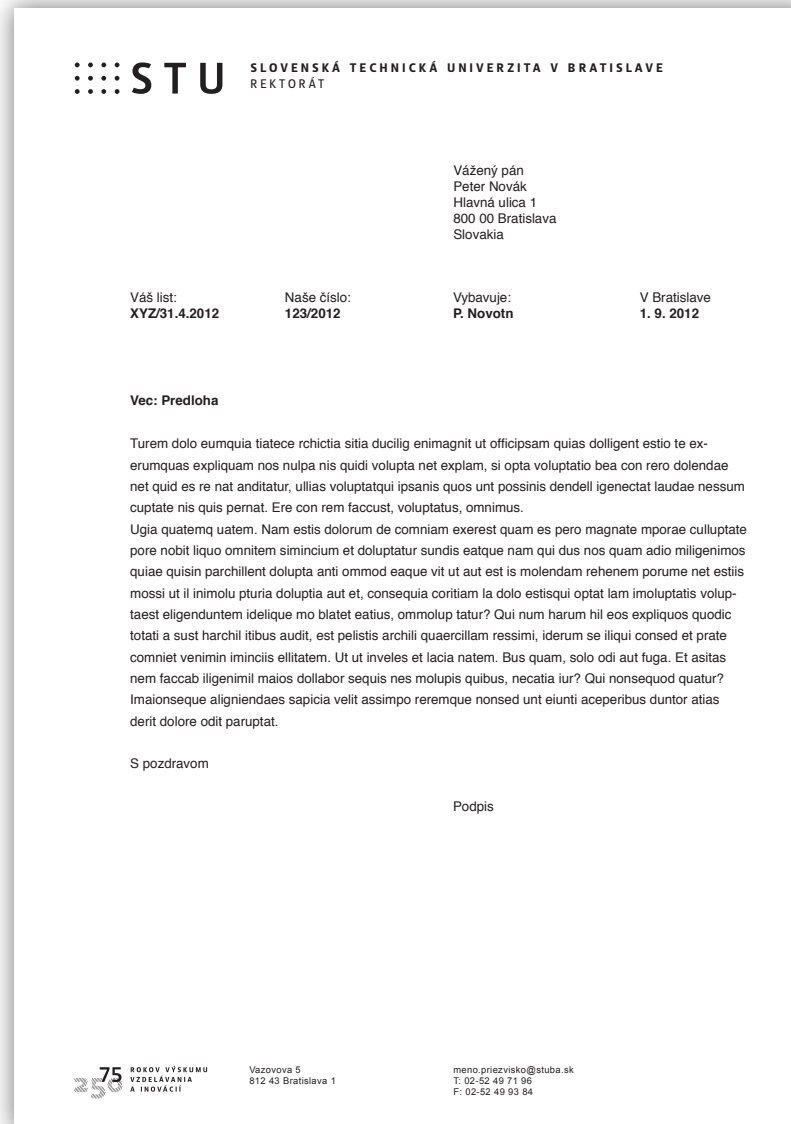 STU
SLOVENSKÁ TECHNICKÁ UNIVERZITA V BRATISLAVE
REKTORÁT
Vážený pán
Peter Novák
Hlavná ulica 1
800 00 Bratislava
Slovakia
Váš list: Naše číslo: Vybavuje: V Bratislave
XYZ/31.4.2012 123/2012 P. Novotn 1. 9. 2012
Vec: Predloha
Turem dolo eumquia tiatece rchictia sitia ducilig enimagnit ut officipsam quias dolligent estio te ex-
erumquas expliquam nos nulpa nis quidi volupta net explam, si opta voluptatio bea con rero dolendae
net quid es re nat anditatur, ullias voluptatqui ipsanis quos unt possinis dendell igenectat laudae nessum
cuptate nis quis pernat. Ere con rem faccust, voluptatus, omnimus.
Ugia quatemq uatem. Nam estis dolorum de comniam exerest quam es pero magnate mporae culluptate
pore nobit liquo omnitem simincium et doluptatur sundis eatque nam qui dus nos quam adio miligenimos
quiae quisin parchillent dolupta anti ommod eaque vit ut aut est is molendam rehenem porume net estiis
mossi ut il inimolu pturia doluptia aut et, consequia coritiam la dolo estisqui optat lam imoluptatis volup-
taest eligenduntem idelique mo blatet eatius, ommolup tatur? Qui num harum hil eos expliquos quodic
totati a sust harchil itibus audit, est pelistis archili quaercillam ressimi, iderum se iliqui consed et prate
comniet venimin iminciis ellitatem. Ut ut inveles et lacia natem. Bus quam, solo odi aut fuga. Et asitas
nem faccab iligenimil maios dollabor sequis nes molupis quibus, necatia iur? Qui nonsequod quatur?
Imaionseque aligniendaes sapicia velit assimpo reremque nonsed unt eiunti aceperibus duntor atias
derit dolore odit paruptat.
S pozdravom
Podpis
75 250
ROKOV VÝSKUMU
VZDELÁVANIA
A INOVÁCIÍ
Vazovova 5
812 43 Bratislava 1
meno.priezvisko@stuba.sk
T: 02-52 49 71 96
F: 02-52 49 93 84